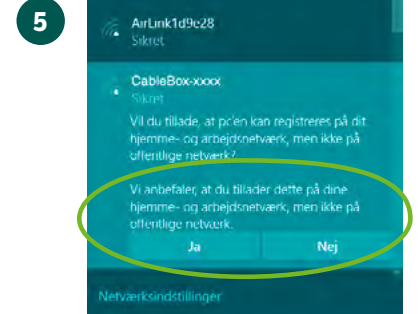 5
AirLink1d9e28
Sikret
CableBox-xxxx
Sikret
Vil du tillade, at pc'en kan registreres på dit
hjemme- og arbejdsnetværk, men ikke på
offentlige netværk?
Vi anbefaler, at du tillader dette på dine
hjemme- og arbejdsnetværk, men ikke på
offentlige netværk.
Ja Nej
Netværksindstillinger